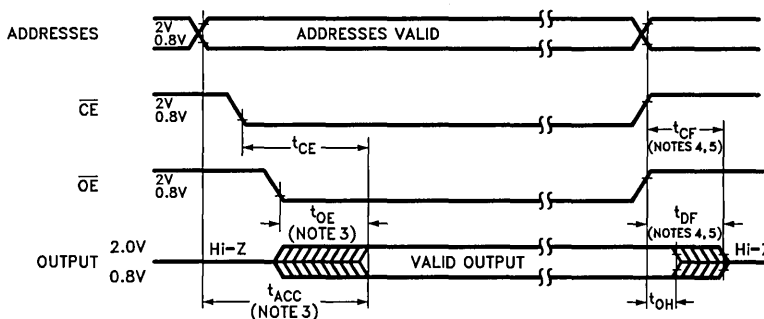 ADDRESSES
2V
0.8V
ADDRESSES VALID
CE
2V
0.8V
tCE
tCF
(NOTES 4, 5)
OE
2V
0.8V
tOE
(NOTE 3)
tDF
(NOTES 4, 5)
OUTPUT
2.0V
0.8V
Hi-Z
VALID OUTPUT
Hi-Z
tACC
(NOTE 3)
tOH